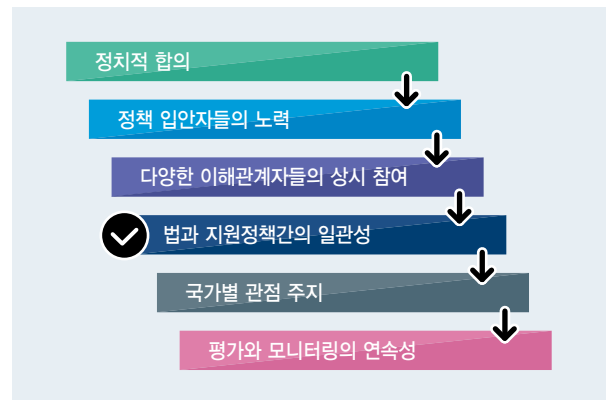 정치적 합의
정책 입안자들의 노력
다양한 이해관계자들의 상시 참여
법과 지원정책간의 일관성
국가별 관점 주지
평가와 모니터링의 연속성